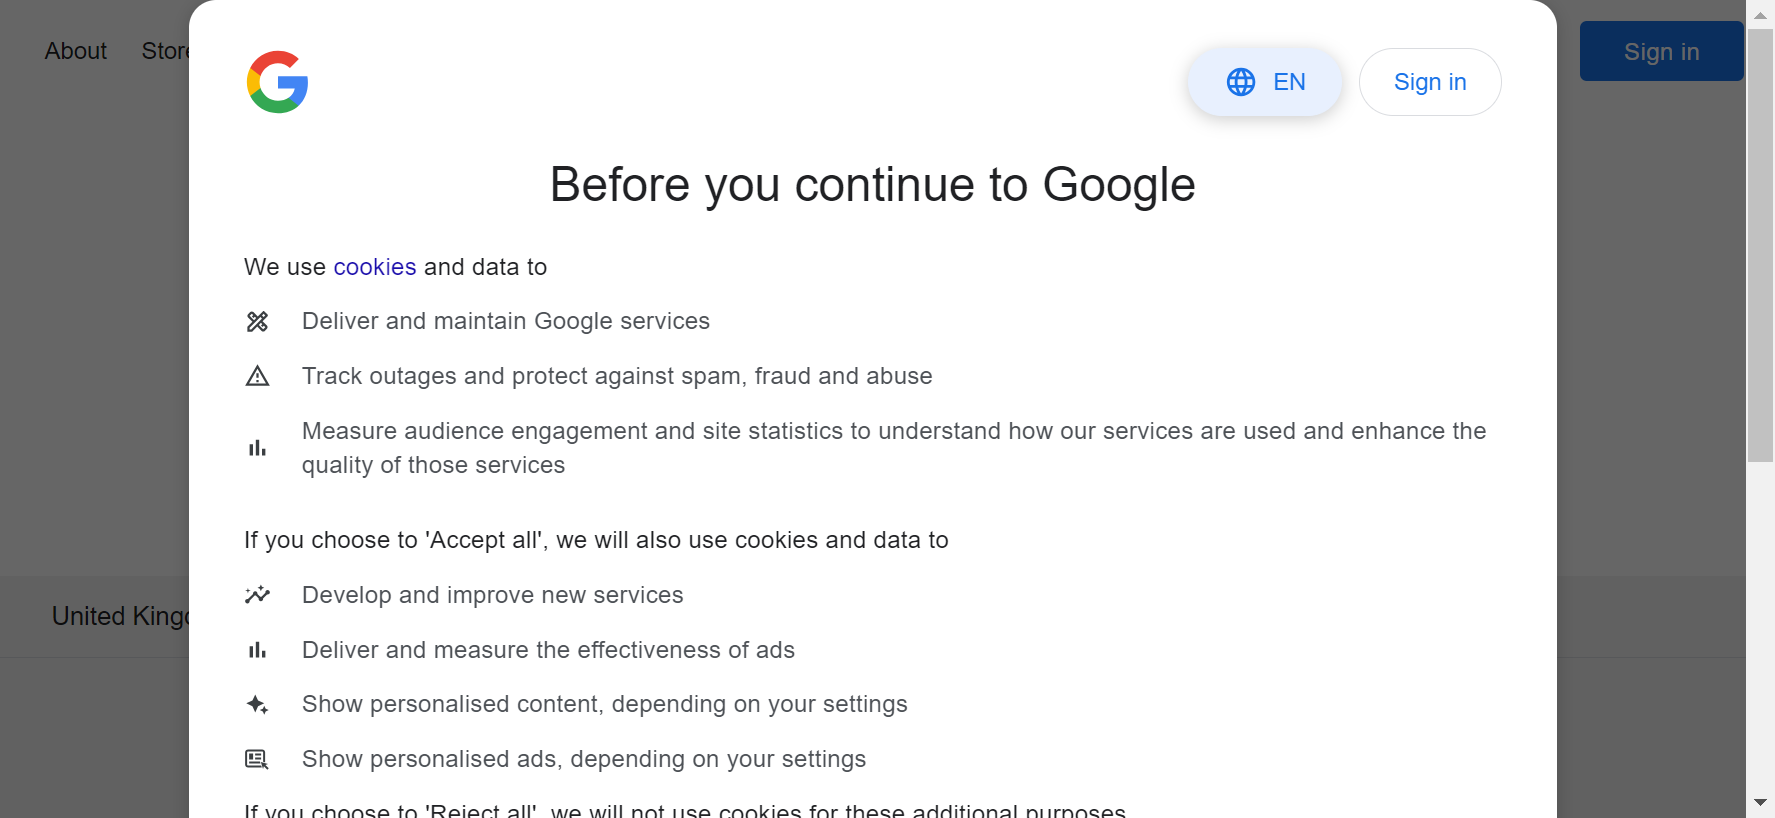 About Store
Sign in
EN
Sign in
Before you continue to Google
We use cookies and data to
Deliver and maintain Google services
Track outages and protect against spam, fraud and abuse
Measure audience engagement and site statistics to understand how our services are used and enhance the
quality of those services
If you choose to 'Accept all', we will also use cookies and data to
Develop and improve new services
Deliver and measure the effectiveness of ads
Show personalised content, depending on your settings
United" 
Show personalised ads, depending on your settings
If you choose to 'Reject all', we will not use cookies for these additional purposes